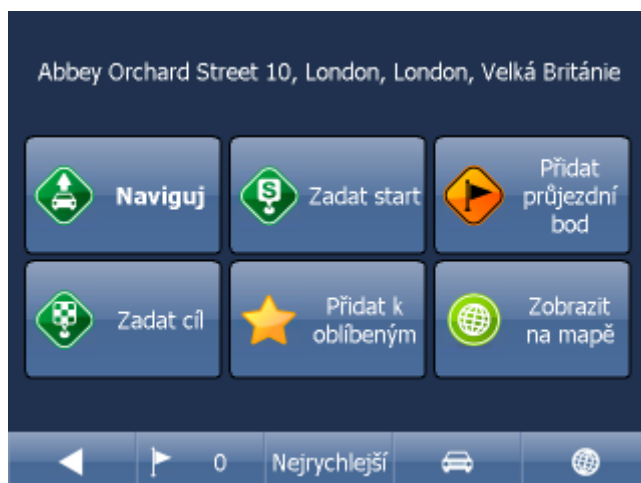 Abbey Orchard Street 10, London, London, Velká Británie
Naviguj
Zadat start
Přidat
průjezdní
bod
Zadat cíl
Přidat k
oblíbeným
Zobrazit
na mapě
0 Nejrychlejší